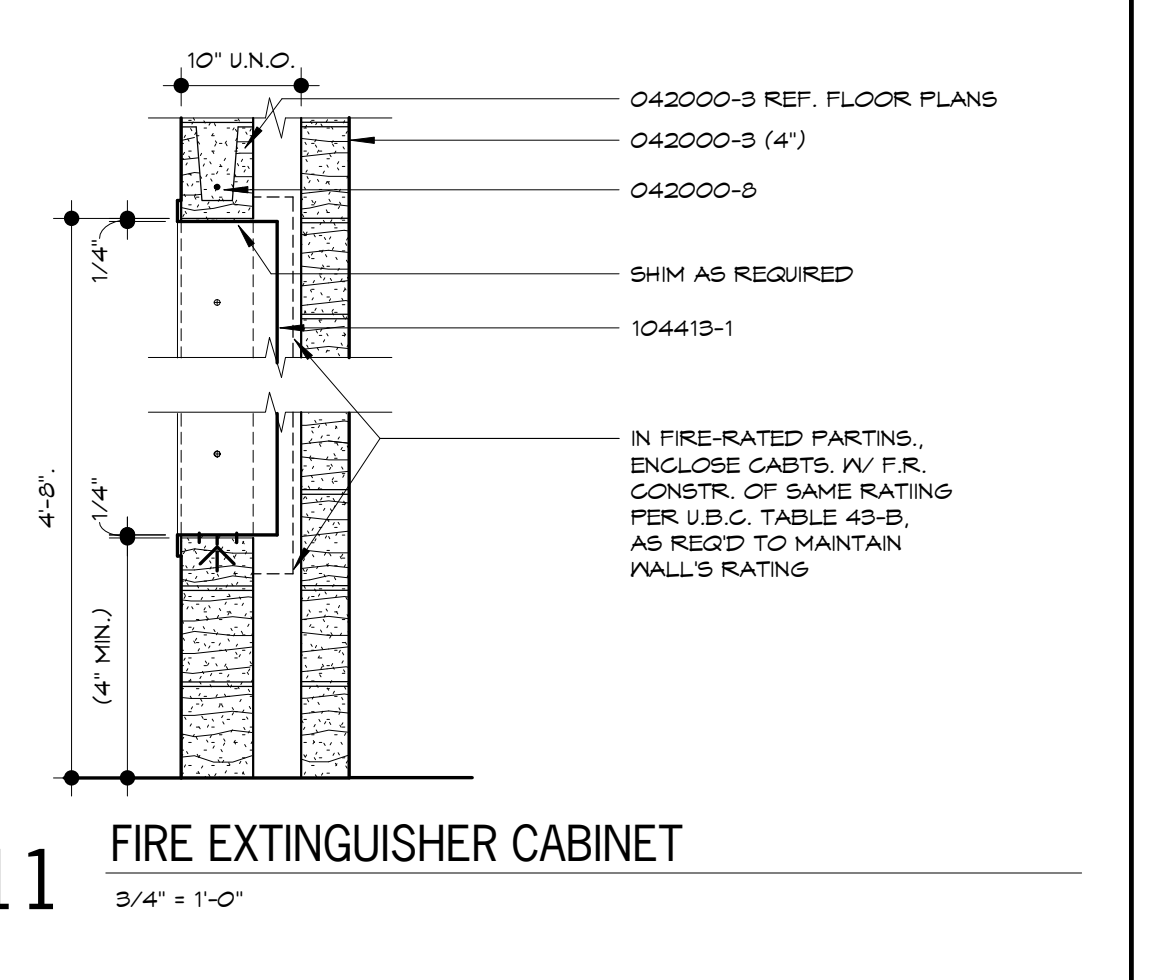 10" U.N.O.
042000-3 REF. FLOOR PLANS
042000-3 (4")
042000-8
1/4"
SHIM AS REQUIRED
104413-1
IN FIRE-RATED PARTINS.,
ENCLOSE CABTS. W/ F.R.
CONSTR. OF SAME RATIING
PER U.B.C. TABLE 43-B,
AS REQ'D TO MAINTAIN
WALL'S RATING
4'-8".
1/4"
(4" MIN.)
11 FIRE EXTINGUISHER CABINET
3/4" = 1'-0"